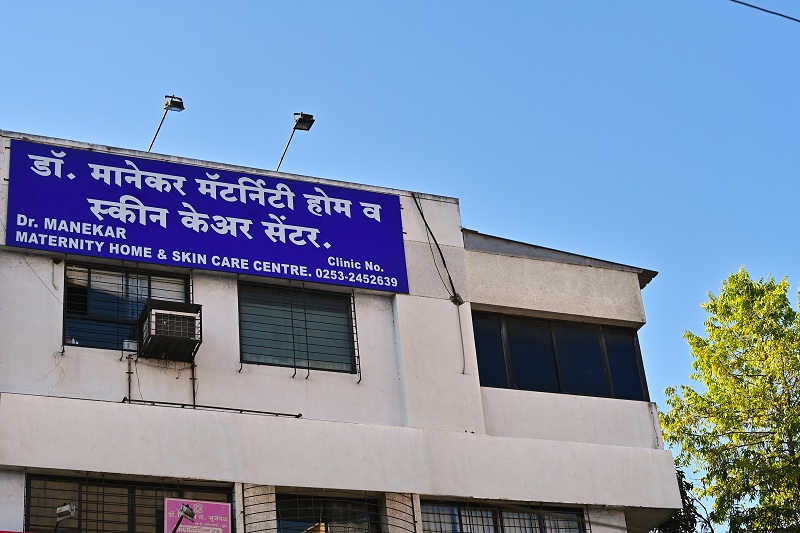 डॉ. मानेकर मॅटर्निटी होम व
स्कीन केअर सेंटर.
Dr. MANEKAR
Clinic No.
MATERNITY HOME & SKIN CARE CENTRE. 0253-2452639